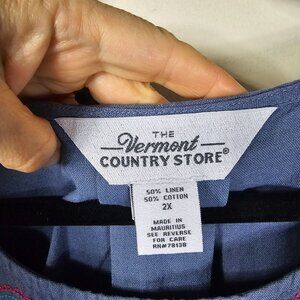 THE
Vermont
COUNTRY STORE®
50% LINEN
50% COTTON
2X
MADE IN
MAURITIUS
SEE REVERSE
FOR CARE
RN#78138